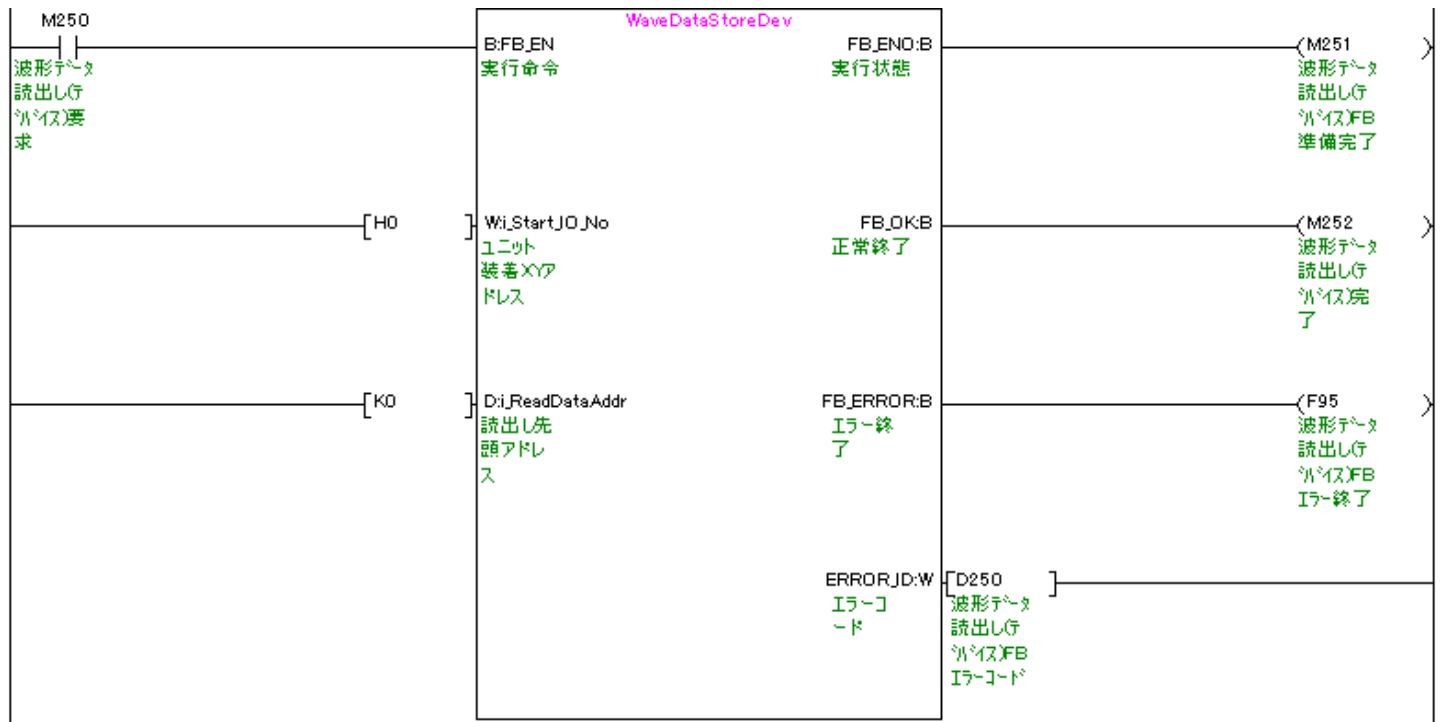 M250
WaveDataStoreDev
B:FB_EN
FB_ENO:B
M251
波形ﾃﾞｰﾀ
読出し(ﾃ
ﾞﾊﾞｲｽ)要
求
実行命令
実行状態
波形ﾃﾞｰﾀ
読出し(ﾃ
ﾞﾊﾞｲｽ)FB
準備完了
H0
W:i_Start_IO_No
FB_OK:B
M252
ユニット
装着XYア
ドレス
正常終了
波形ﾃﾞｰﾀ
読出し(ﾃ
ﾞﾊﾞｲｽ)完
了
K0
D:i_ReadDataAddr
FB_ERROR:B
F95
読出し先
頭アドレ
ス
エラー終
了
波形ﾃﾞｰﾀ
読出し(ﾃ
ﾞﾊﾞｲｽ)FB
ｴﾗｰ終了
ERROR_ID:W
D250
エラーコ
ード
波形ﾃﾞｰﾀ
読出し(ﾃ
ﾞﾊﾞｲｽ)FB
ｴﾗｰｺｰﾄﾞ